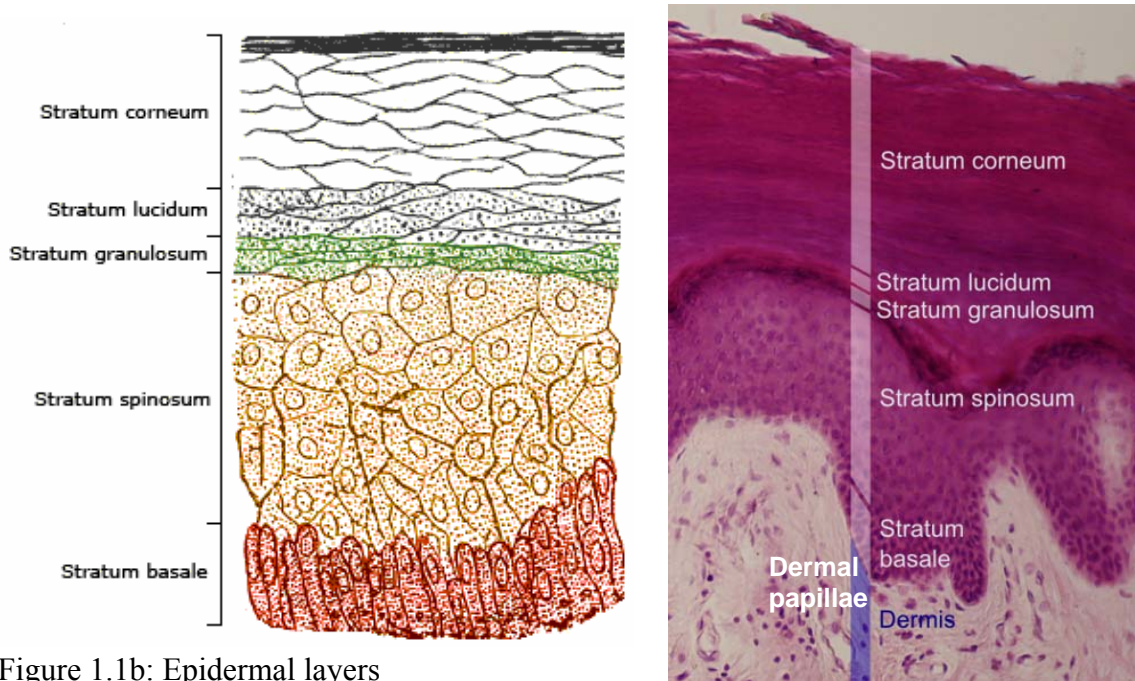 Stratum corneum
Stratum lucidum
Stratum granulosum
Stratum spinosum
Stratum basale
Figure 1.1b: Epidermal layers
Stratum corneum
Stratum lucidum
Stratum granulosum
Stratum spinosum
Stratum
basale
Dermal
papillae
Dermis